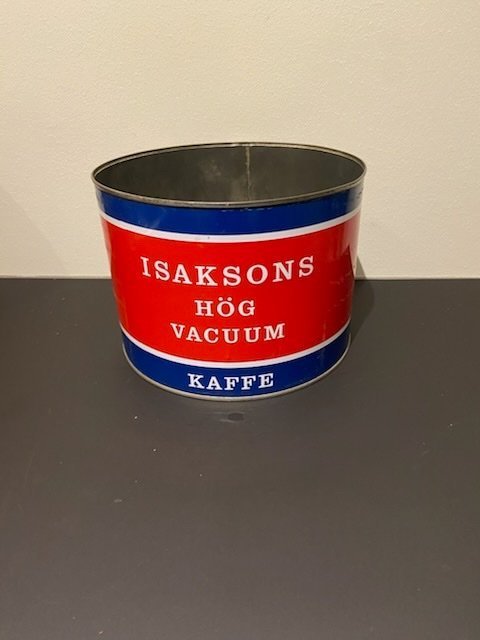 ISAKSONS
HÖG
VACUUM
KAFFE